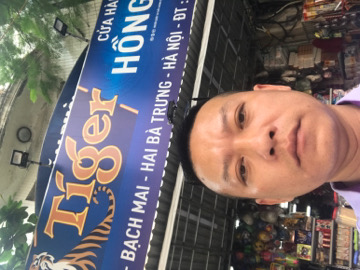 CỬA HÀ
HỒNG
Tiger
- BẠCH MAI - HAI BÀ TRƯNG - HÀ NỘI - ĐT :